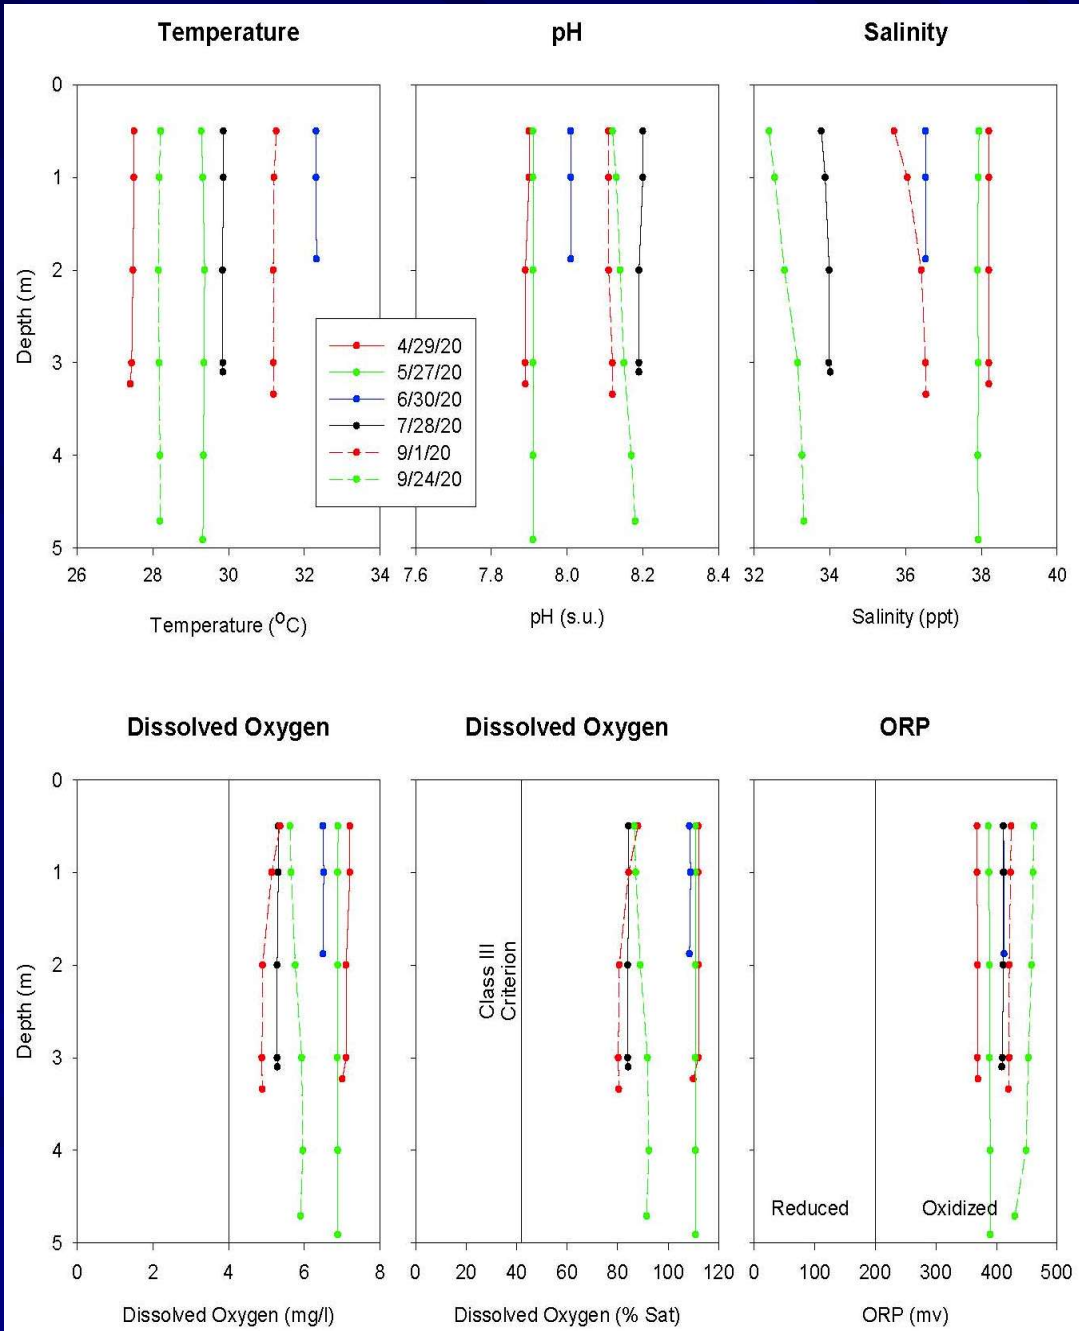 Temperature
pH
Salinity
0
1
2
3
4
5
Depth (m)
4/29/20
5/27/20
6/30/20
7/28/20
9/1/20
9/24/20
26 28 30 32 34
7.6 7.8 8.0 8.2 8.4
32 34 36 38 40
Temperature (°C)
pH (s.u.)
Salinity (ppt)
Dissolved Oxygen
Dissolved Oxygen
ORP
0
1
2
3
4
5
Depth (m)
Class III
Criterion
Reduced
Oxidized
0 2 4 6 8
0 20 40 60 80 100 120
0 100 200 300 400 500
Dissolved Oxygen (mg/l)
Dissolved Oxygen (% Sat)
ORP (mv)